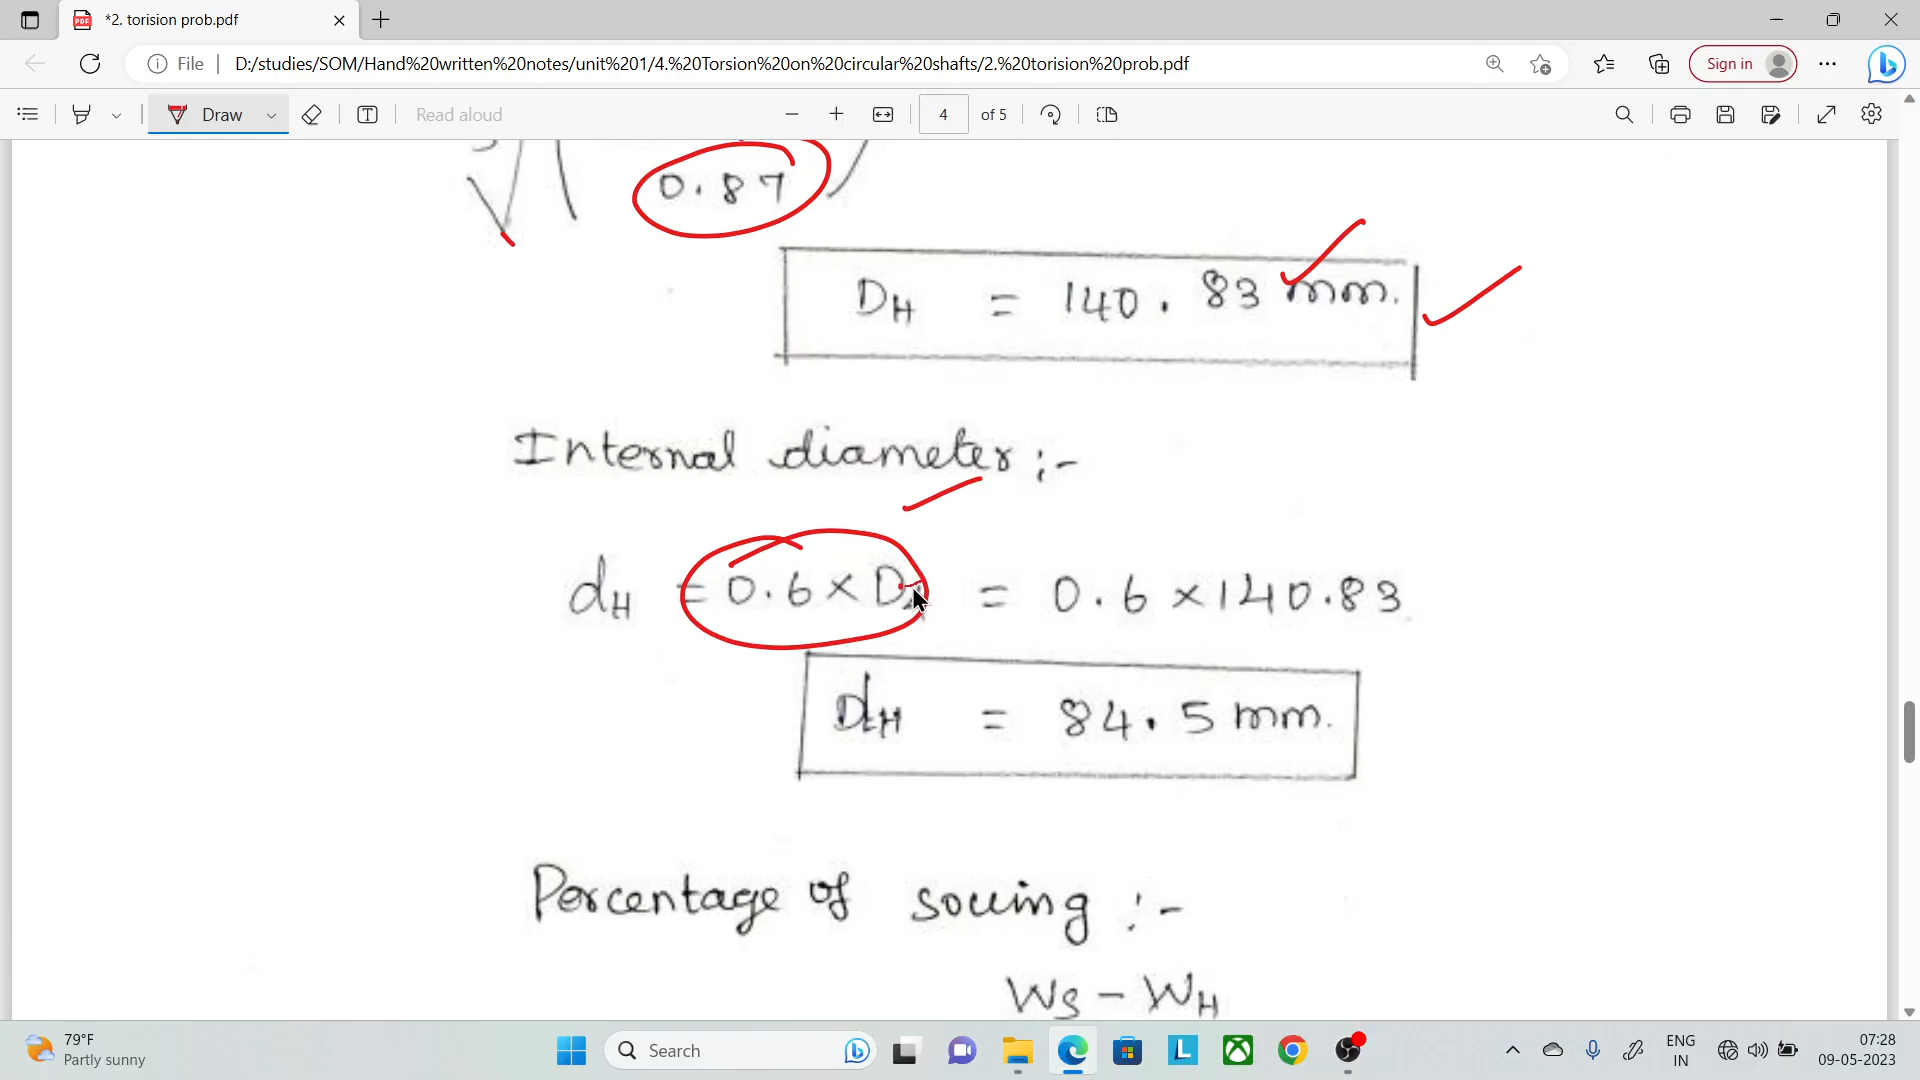 *2. torision prob.pdf
File
D:/studies/SOM/Hand%20written%20notes/unit%201/4.%20Torsion%20on%20circular%20shafts/2.%20torision%20prob.pdf
Sign in
Draw
Read aloud
4 of 5
0.87
DH = 140.83 mm.
Internal diameter :-
dH = 0.6 × DH = 0.6 × 140.83
dH = 84.5 mm.
Percentage of saving :-
WS - WH
79°F
Partly sunny
Search
ENG
IN
07:28
09-05-2023